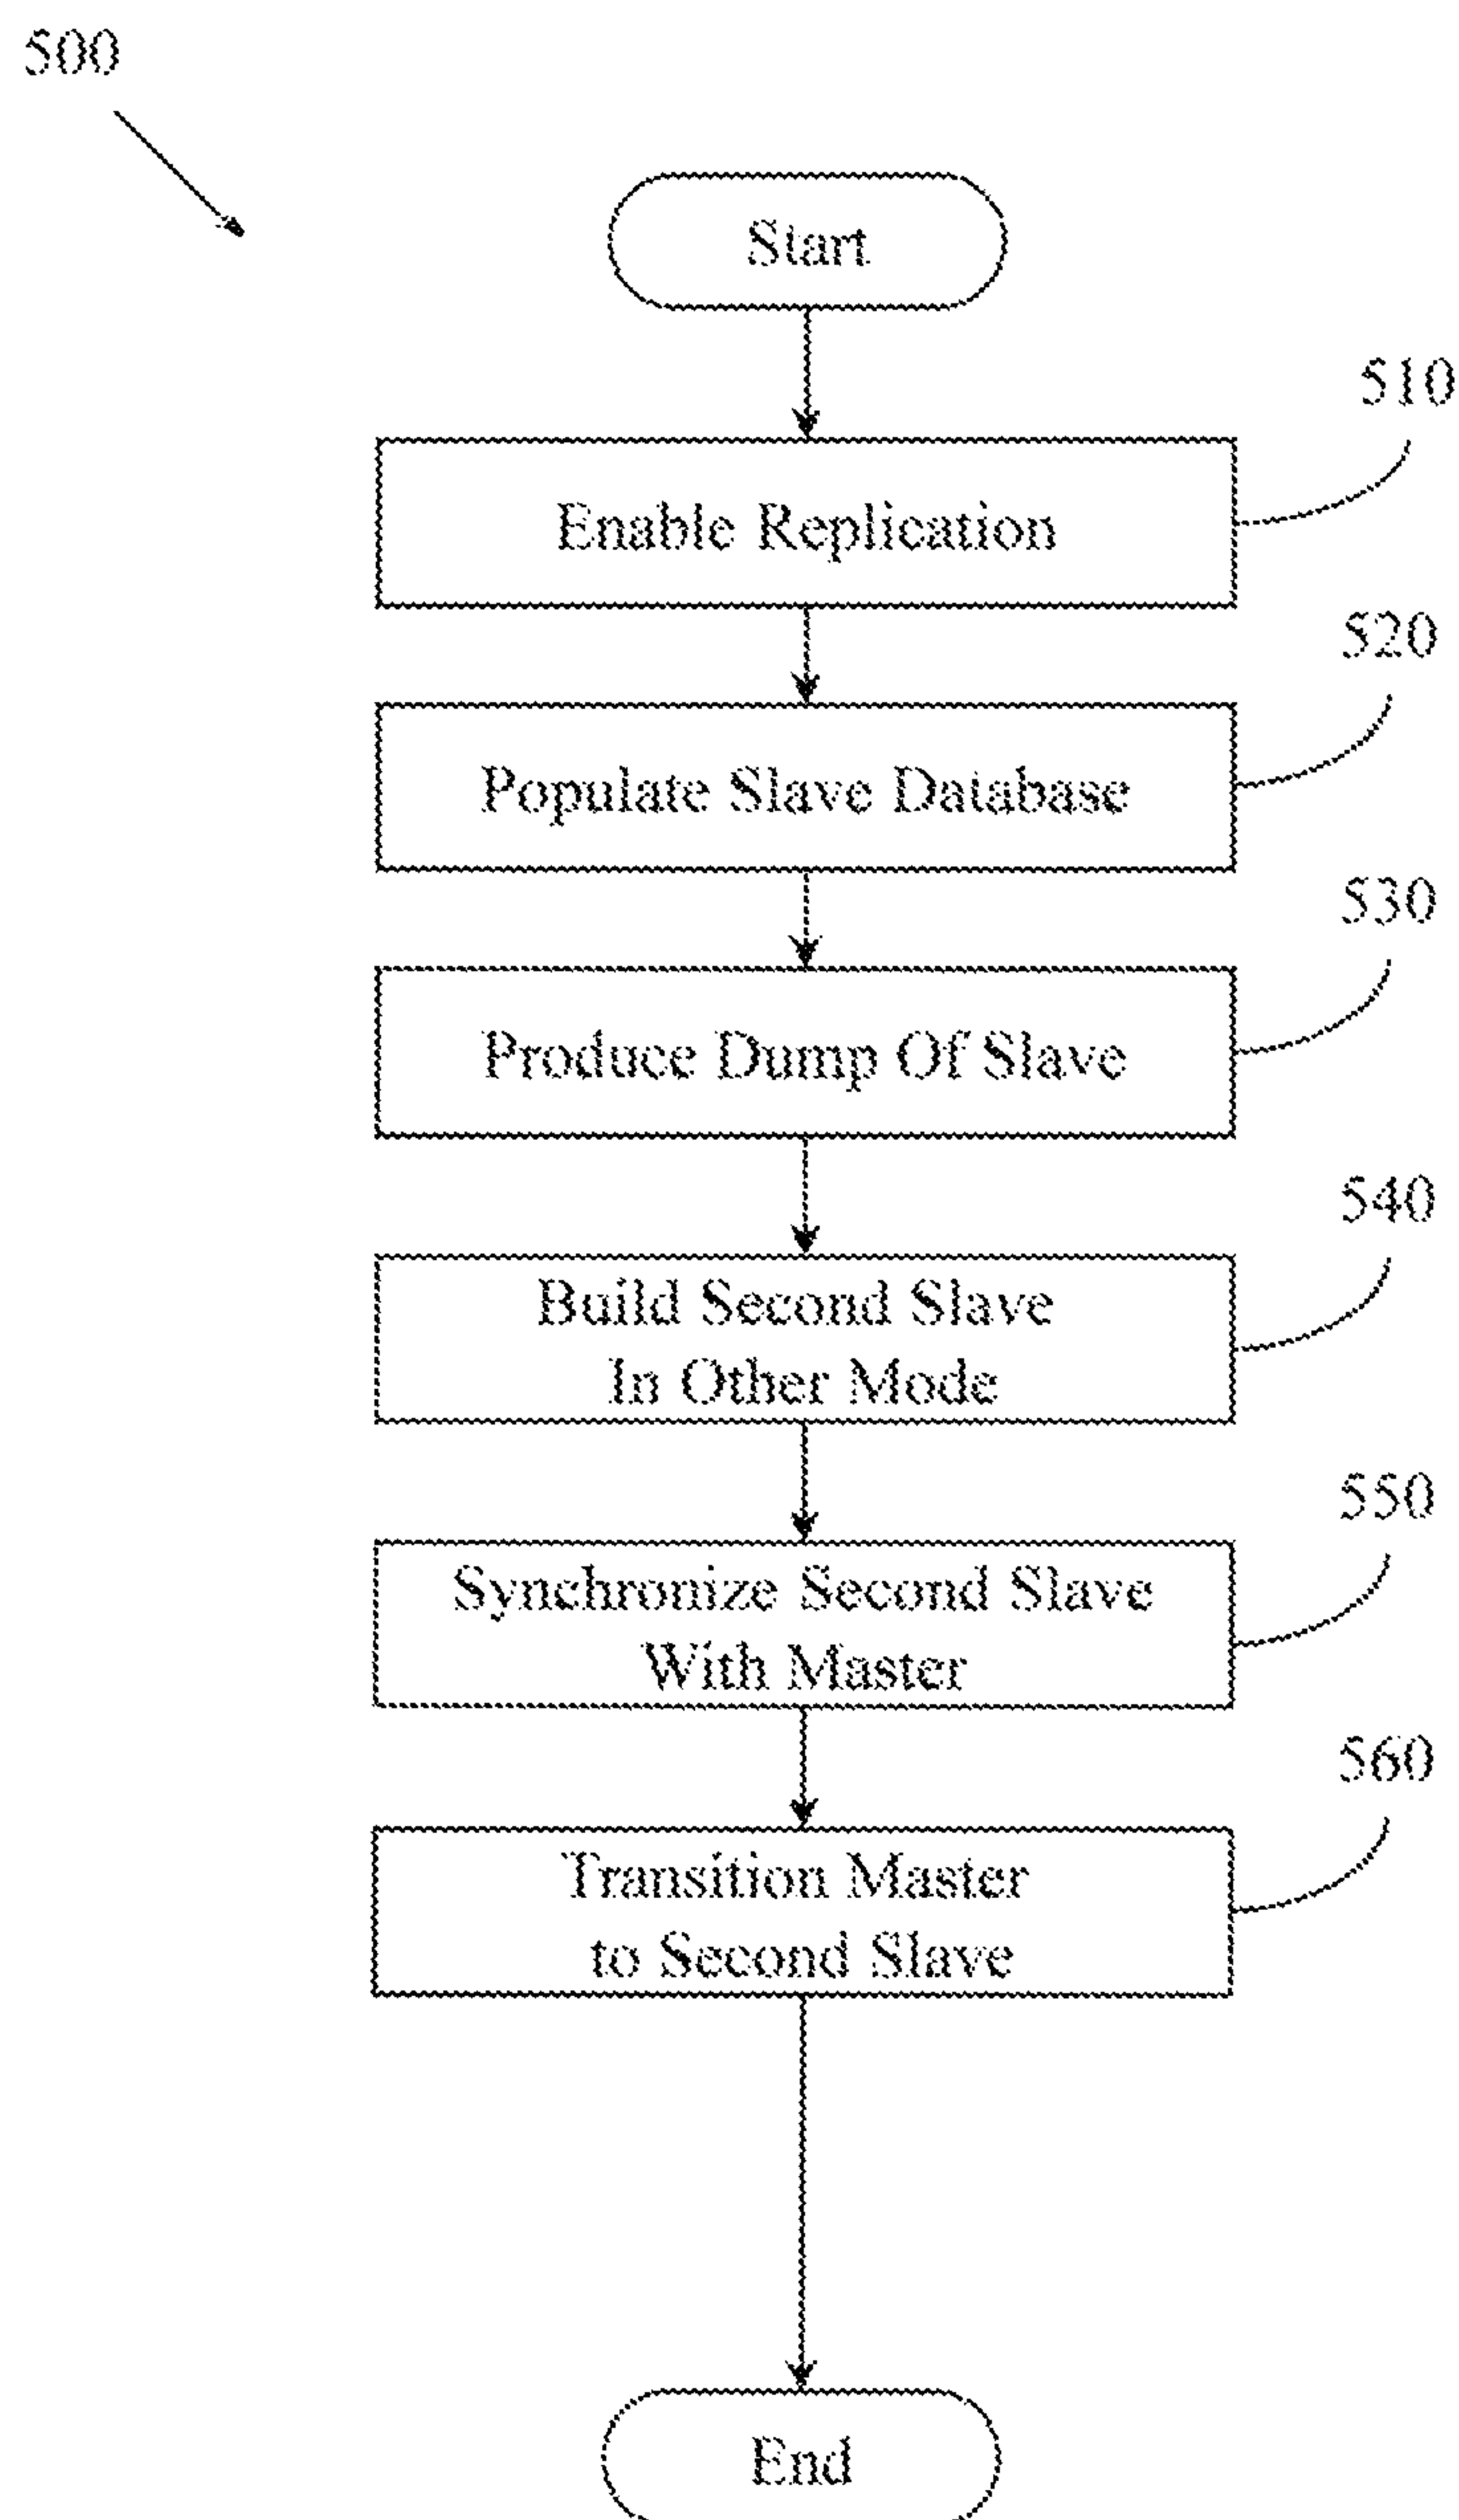 500
Start
510
Enable Replication
520
Populate Slave Database
530
Produce Dump Of Slave
540
Build Second Slave
In Other Mode
550
Synchronize Second Slave
With Master
560
Transition Master
to Second Slave
End